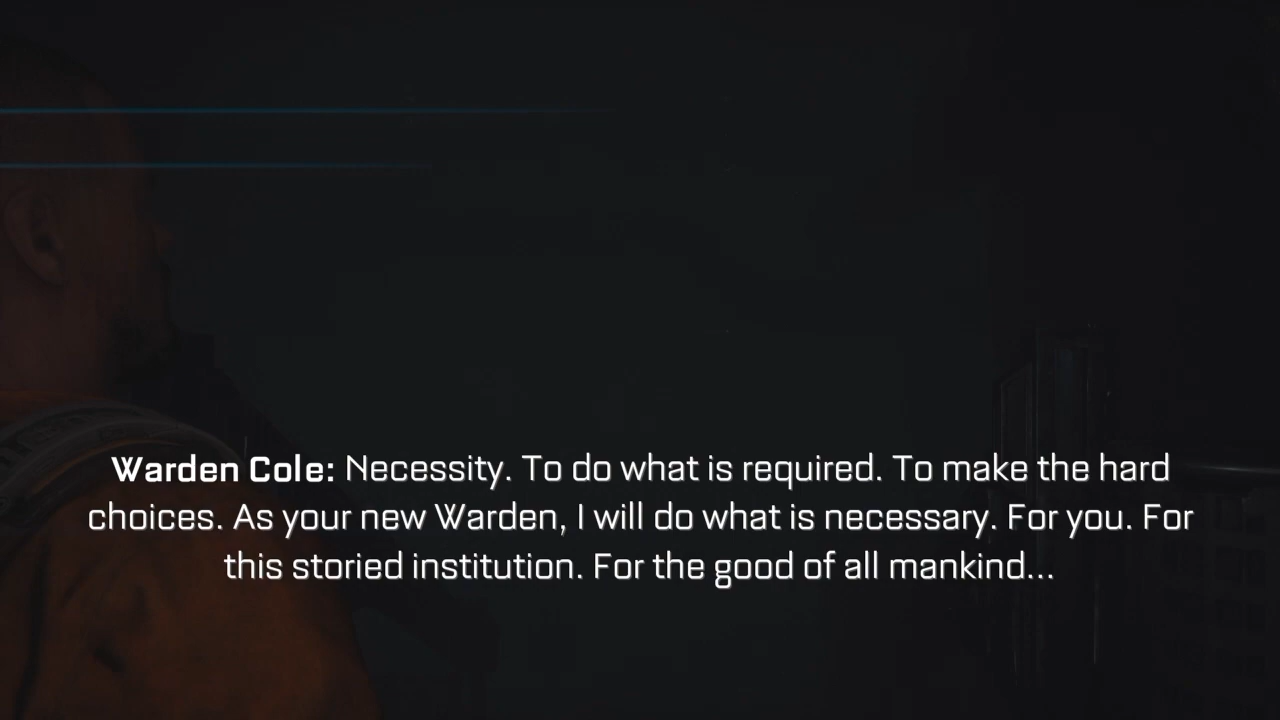 Warden Cole: Necessity. To do what is required. To make the hard
choices. As your new Warden, I will do what is necessary. For you. For
this storied institution. For the good of all mankind...